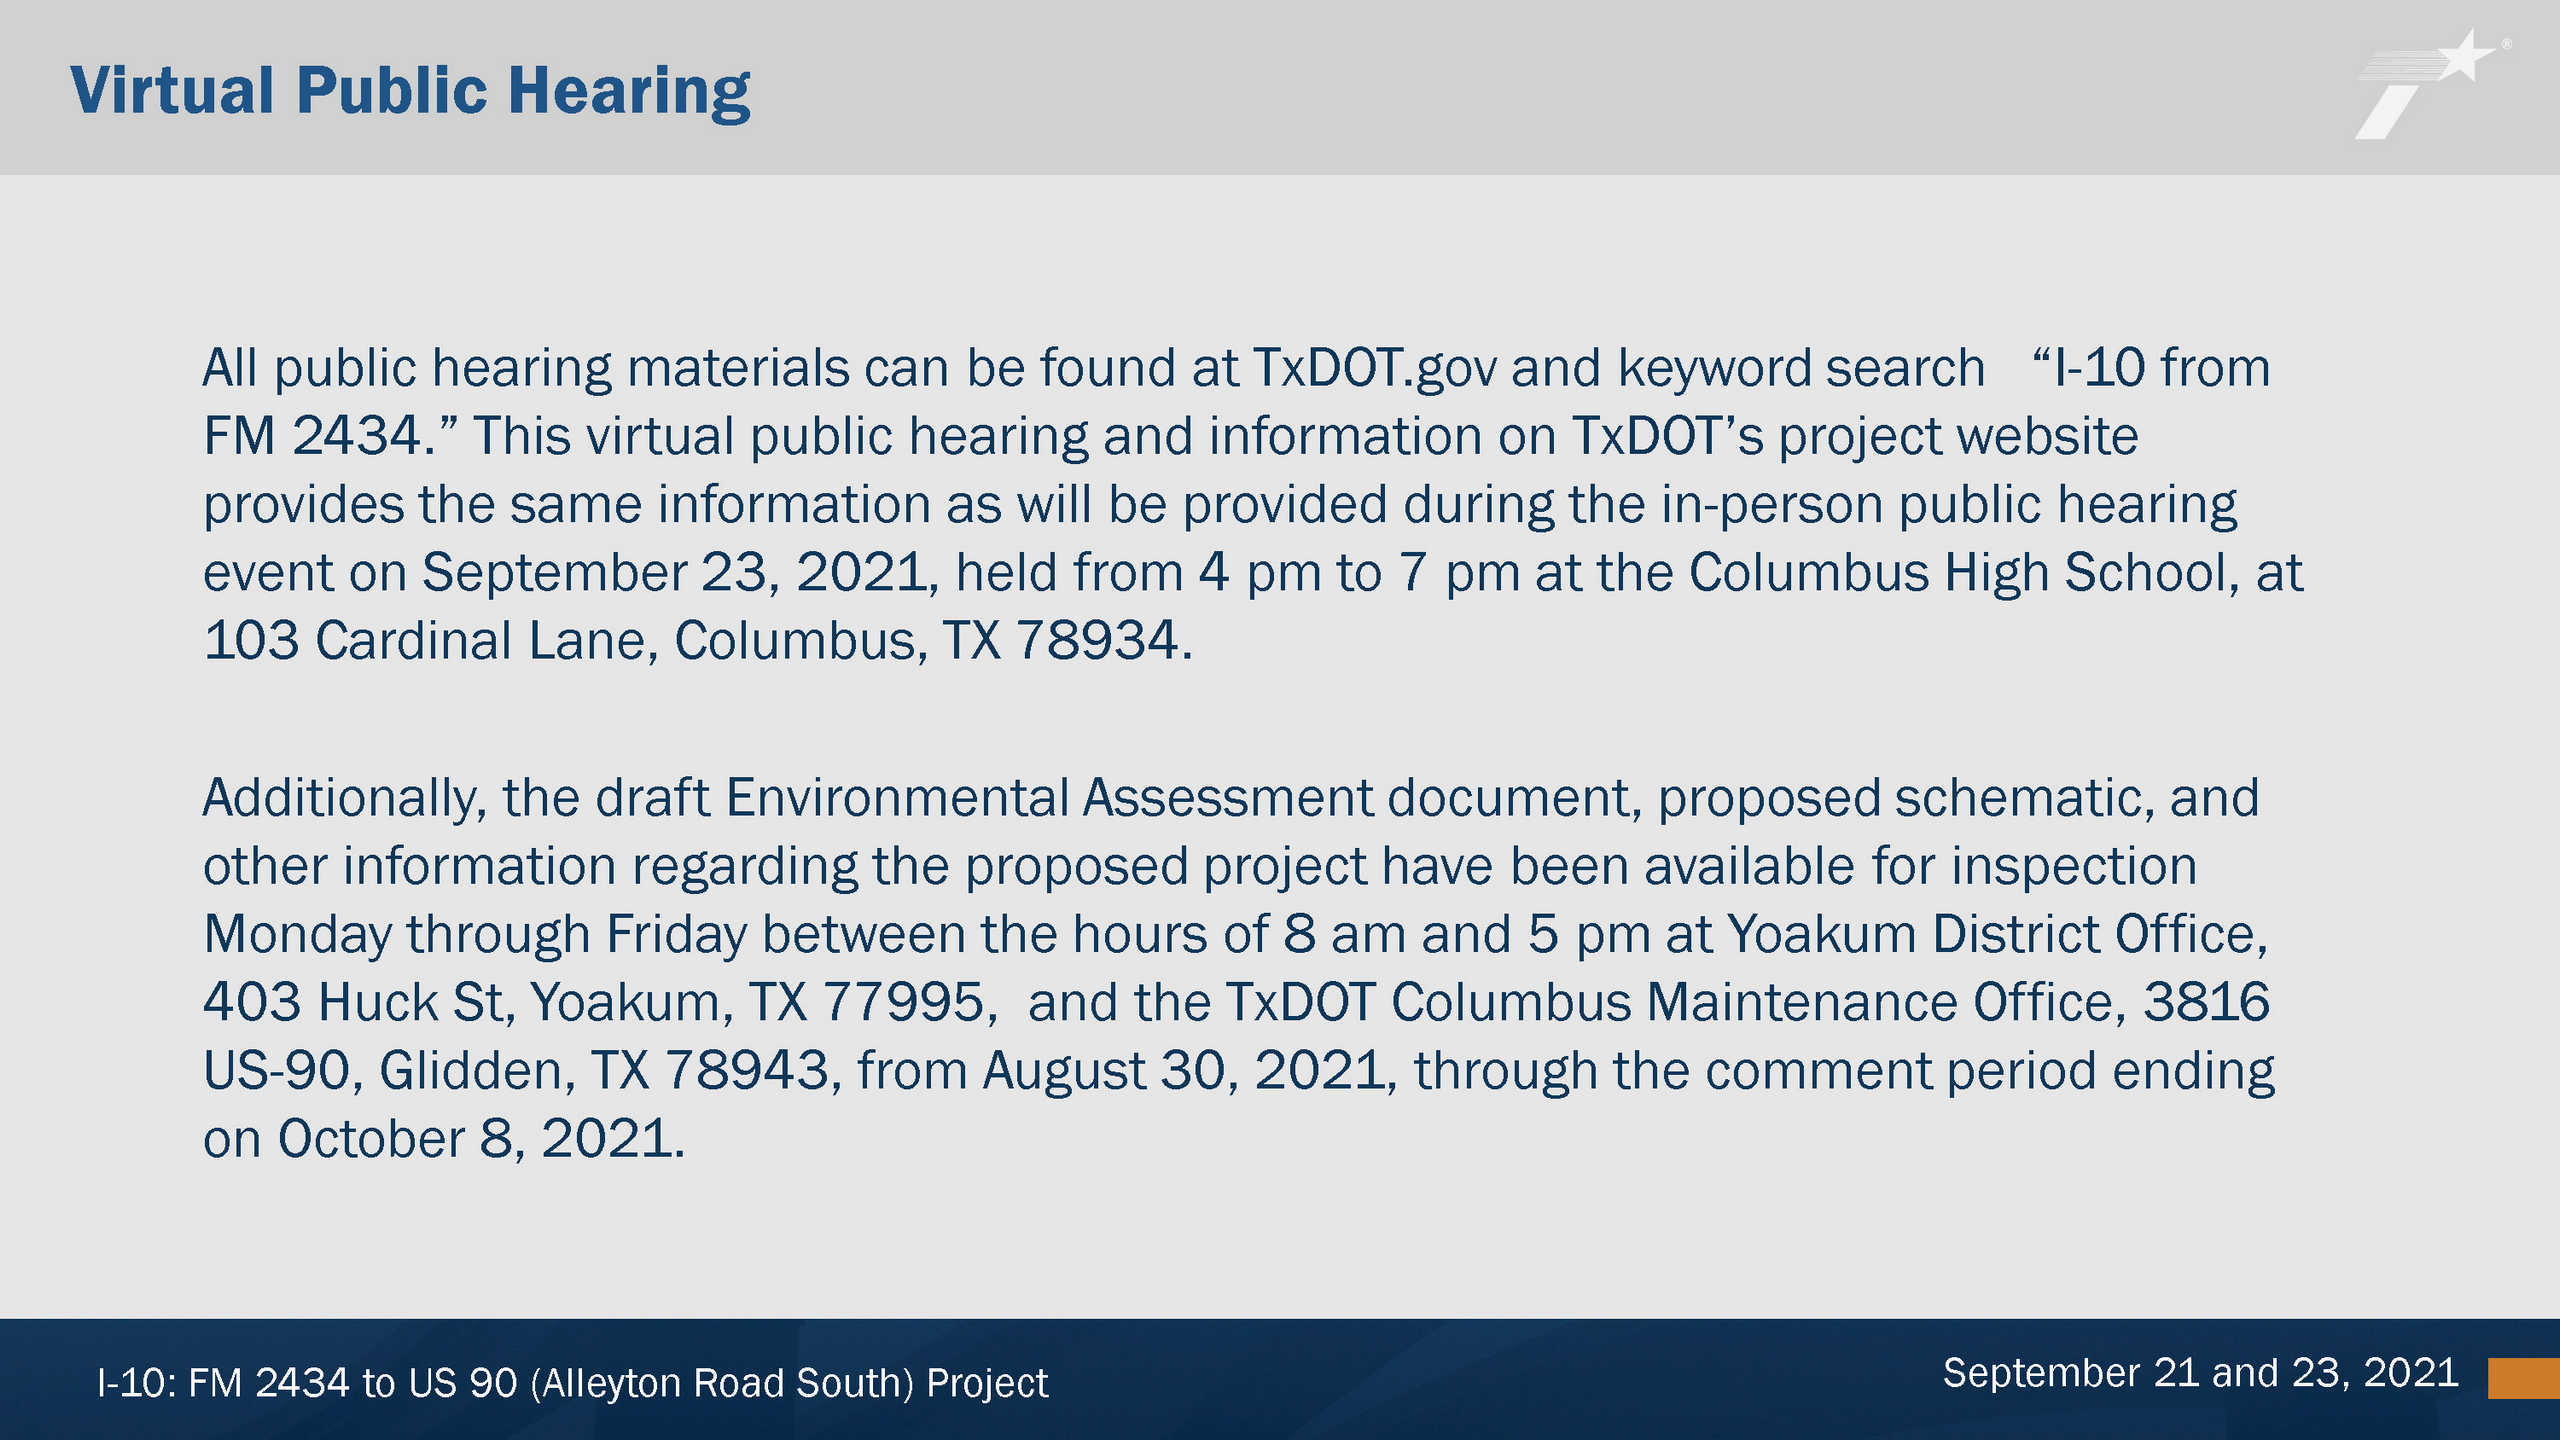 Virtual Public Hearing
®
All public hearing materials can be found at TxDOT.gov and keyword search “I-10 from
FM 2434.” This virtual public hearing and information on TxDOT’s project website
provides the same information as will be provided during the in-person public hearing
event on September 23, 2021, held from 4 pm to 7 pm at the Columbus High School, at
103 Cardinal Lane, Columbus, TX 78934.
Additionally, the draft Environmental Assessment document, proposed schematic, and
other information regarding the proposed project have been available for inspection
Monday through Friday between the hours of 8 am and 5 pm at Yoakum District Office,
403 Huck St, Yoakum, TX 77995, and the TxDOT Columbus Maintenance Office, 3816
US-90, Glidden, TX 78943, from August 30, 2021, through the comment period ending
on October 8, 2021.
I-10: FM 2434 to US 90 (Alleyton Road South) Project
September 21 and 23, 2021